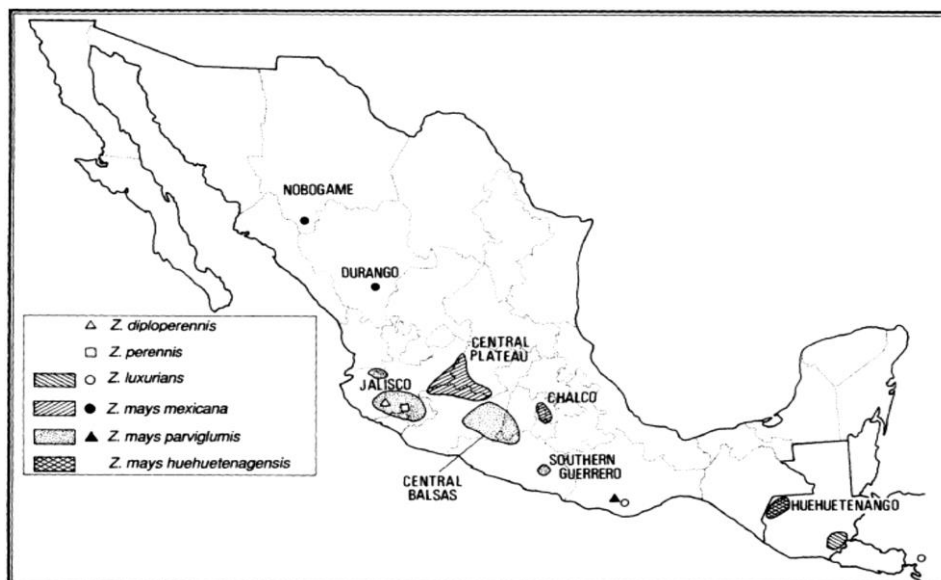 NOBOGAME
DURANGO
Z. diploperennis
Z. perennis
Z. luxurians
Z. mays mexicana
Z. mays parviglumis
Z. mays huehuetenagensis
CENTRAL
PLATEAU
JALISCO
CHALCO
CENTRAL
BALSAS
SOUTHERN
GUERRERO
HUEHUETENANGO